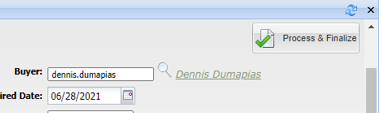 Process & Finalize
Buyer: dennis.dumapias Dennis Dumapias
ired Date: 06/28/2021